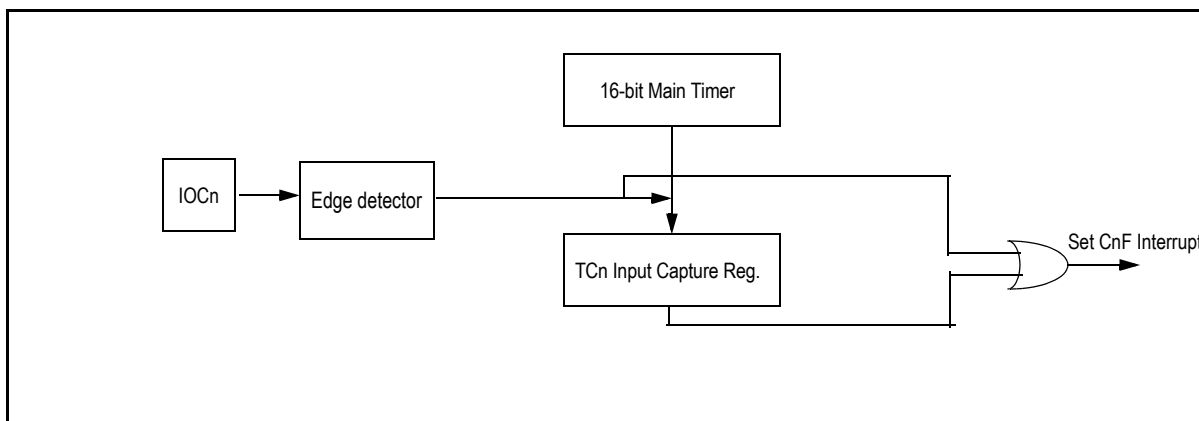 16-bit Main Timer
IOCn
Edge detector
TCn Input Capture Reg.
Set CnF Interrupt